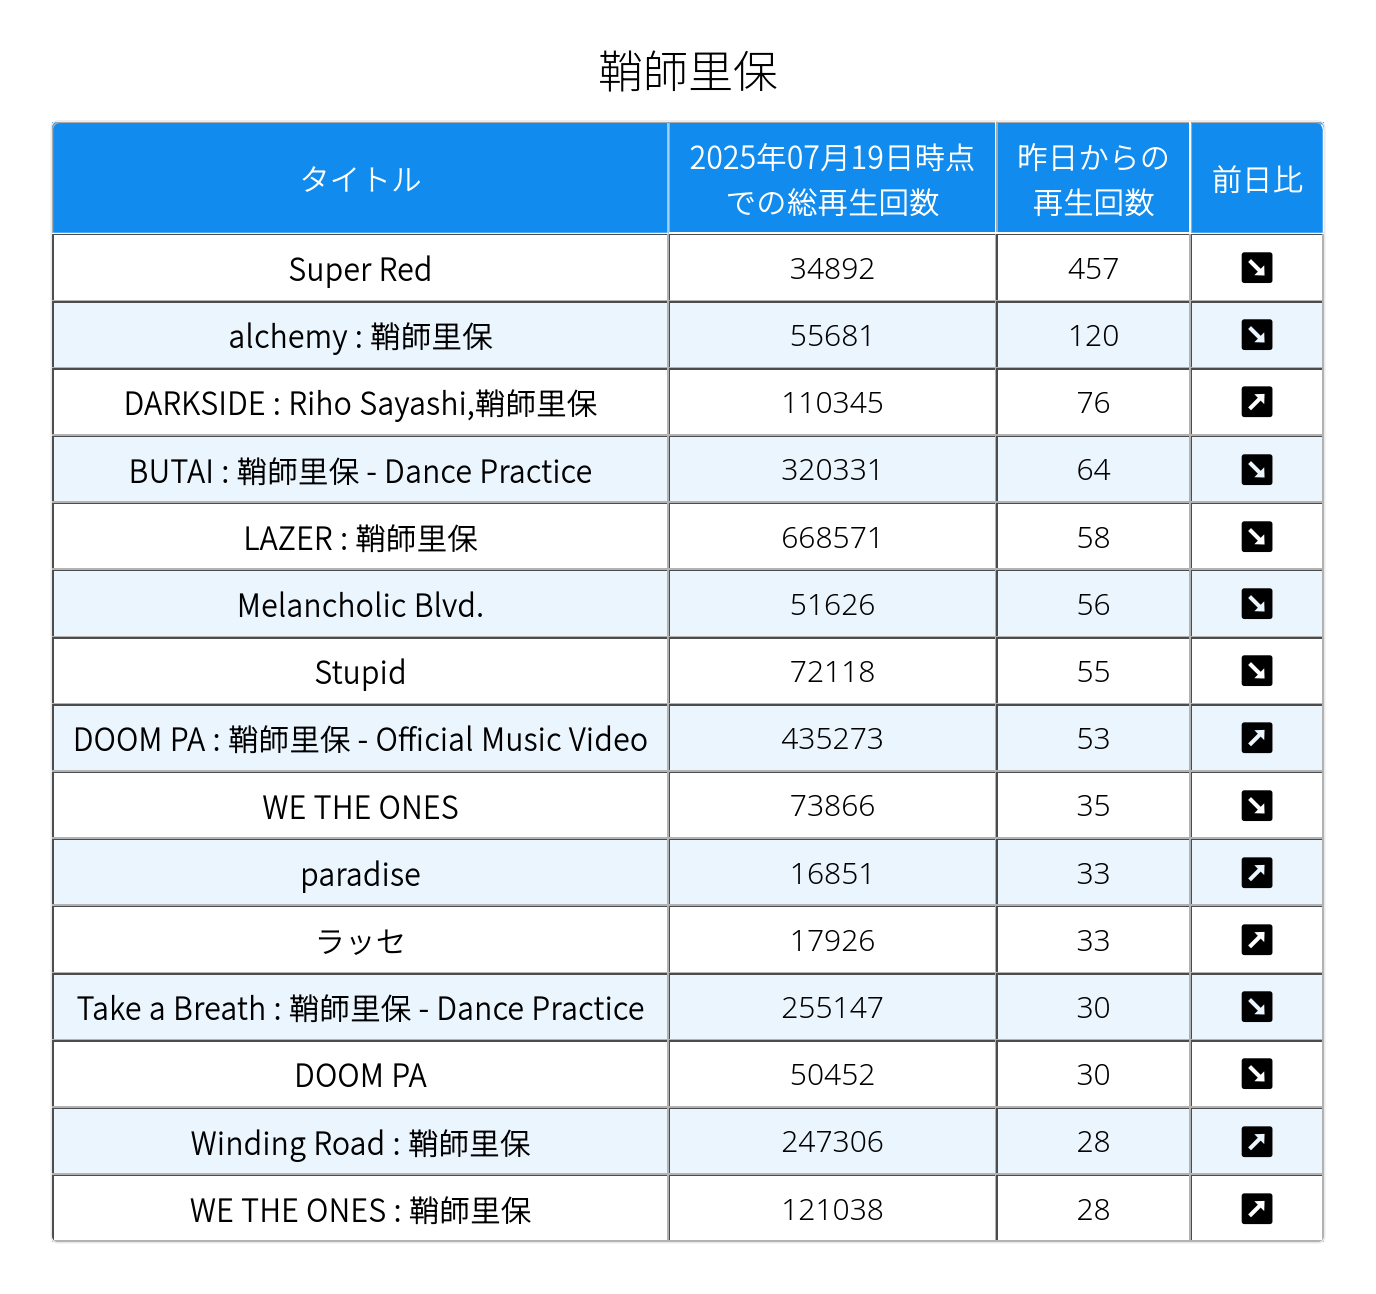 鞘師里保
タイトル 2025年07月19日時点での総再生回数 昨日からの再生回数 前日比
Super Red 34892 457 ↘
alchemy : 鞘師里保 55681 120 ↘
DARKSIDE : Riho Sayashi,鞘師里保 110345 76 ↗
BUTAI : 鞘師里保 - Dance Practice 320331 64 ↘
LAZER : 鞘師里保 668571 58 ↘
Melancholic Blvd. 51626 56 ↘
Stupid 72118 55 ↘
DOOM PA : 鞘師里保 - Official Music Video 435273 53 ↗
WE THE ONES 73866 35 ↘
paradise 16851 33 ↗
ラッセ 17926 33 ↗
Take a Breath : 鞘師里保 - Dance Practice 255147 30 ↘
DOOM PA 50452 30 ↘
Winding Road : 鞘師里保 247306 28 ↗
WE THE ONES : 鞘師里保 121038 28 ↗